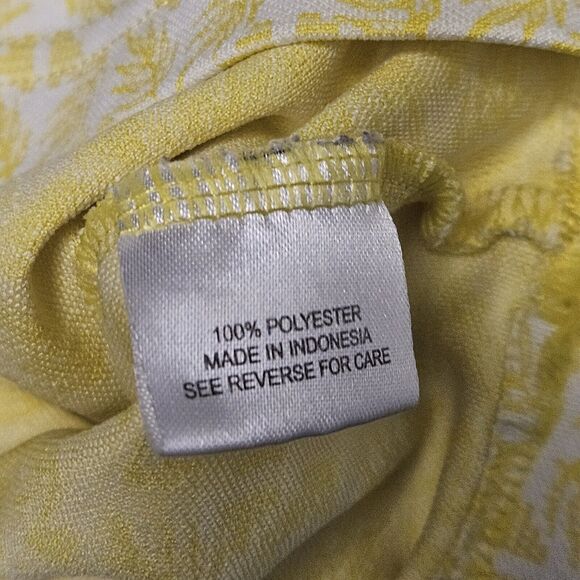 100% POLYESTER
MADE IN INDONESIA
SEE REVERSE FOR CARE